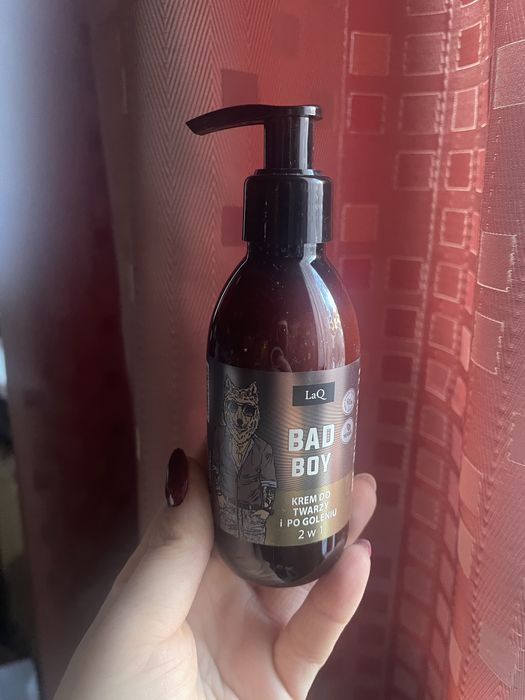 LaQ
BAD
BOY
KREM DO
TWARZY
i PO GOLENIU
2 w 1